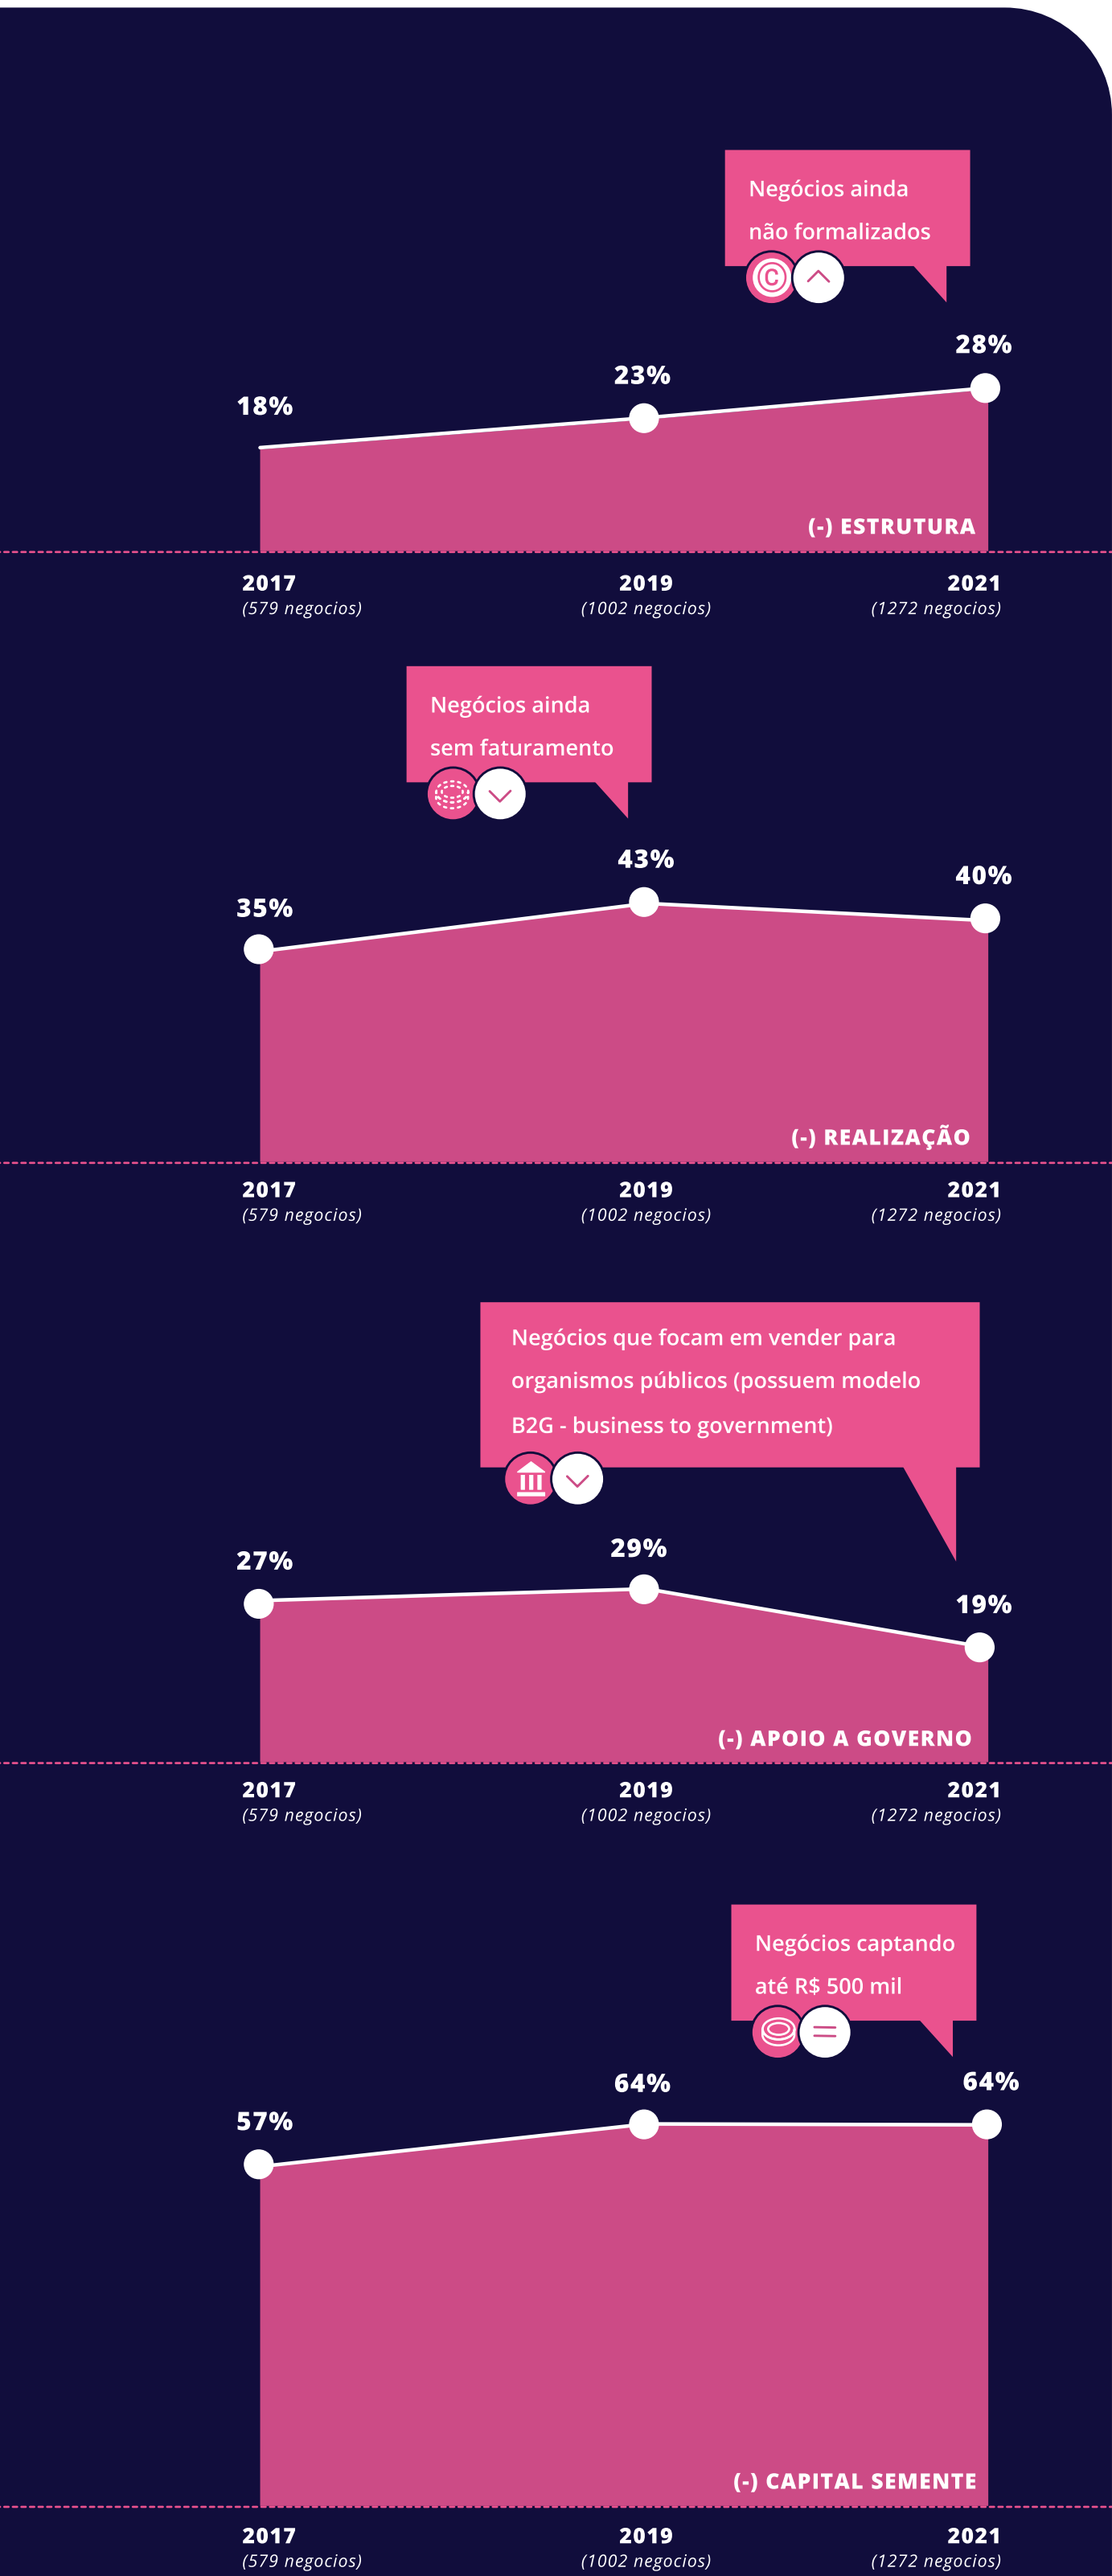 Negócios ainda
não formalizados
©
28%
23%
18%
(-) ESTRUTURA
2017 2019 2021
(579 negocios) (1002 negocios) (1272 negocios)
Negócios ainda
sem faturamento
43%
40%
35%
(-) REALIZAÇÃO
2017 2019 2021
(579 negocios) (1002 negocios) (1272 negocios)
Negócios que focam em vender para
organismos públicos (possuem modelo
B2G - business to government)
29%
27%
19%
(-) APOIO A GOVERNO
2017 2019 2021
(579 negocios) (1002 negocios) (1272 negocios)
Negócios captando
até R$ 500 mil
=
64% 64%
57%
(-) CAPITAL SEMENTE
2017 2019 2021
(579 negocios) (1002 negocios) (1272 negocios)